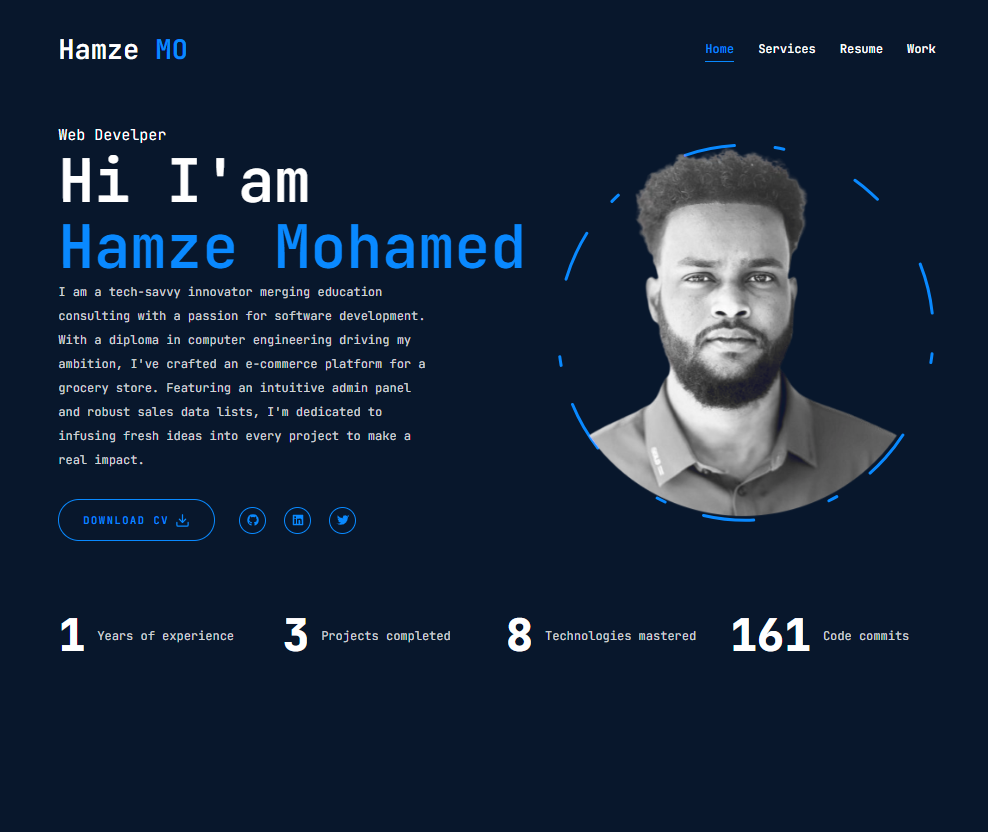 Hamze MO
Home Services Resume Work
Web Develper
Hi I'am
Hamze Mohamed
I am a tech-savvy innovator merging education
consulting with a passion for software development.
With a diploma in computer engineering driving my
ambition, I've crafted an e-commerce platform for a
grocery store. Featuring an intuitive admin panel
and robust sales data lists, I'm dedicated to
infusing fresh ideas into every project to make a
real impact.
DOWNLOAD CV
in
1 Years of experience
3 Projects completed
8 Technologies mastered
161 Code commits